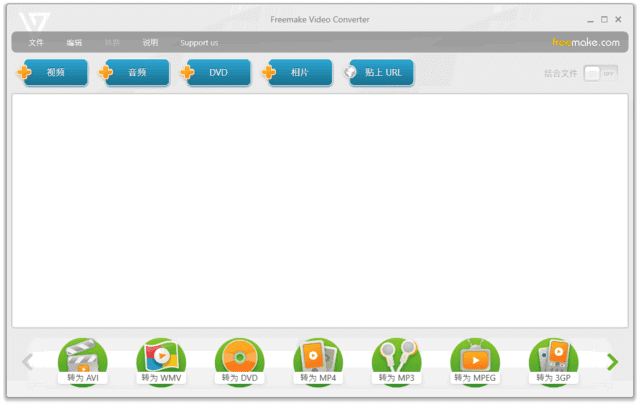 Freemake Video Converter
文件 编辑 转换 说明 Support us freemake.com
视频 音频 DVD 相片 贴上 URL 结合文件 OFF
转为 AVI 转为 WMV 转为 DVD 转为 MP4 转为 MP3 转为 MPEG 转为 3GP